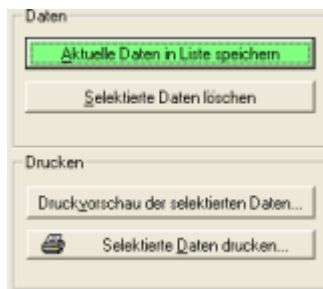 Daten
Aktuelle Daten in Liste speichern
Selektierte Daten löschen
Drucken
Druckvorschau der selektierten Daten...
Selektierte Daten drucken...